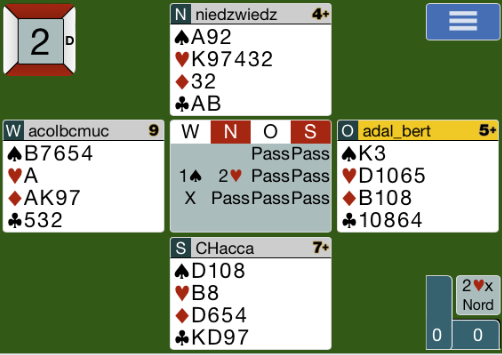 2 D
N niedzwiedz 4+
♠A92
♥K97432
♦32
♣AB
W acolbcmuc 9
♠B7654
♥A
♦AK97
♣532
W N O S
Pass Pass
1♠ 2♥ Pass Pass
X Pass Pass Pass
O adal_bert 5+
♠K3
♥D1065
♦B108
♣10864
S CHacca 7+
♠D108
♥B8
♦D654
♣KD97
2♥x
Nord
0 0